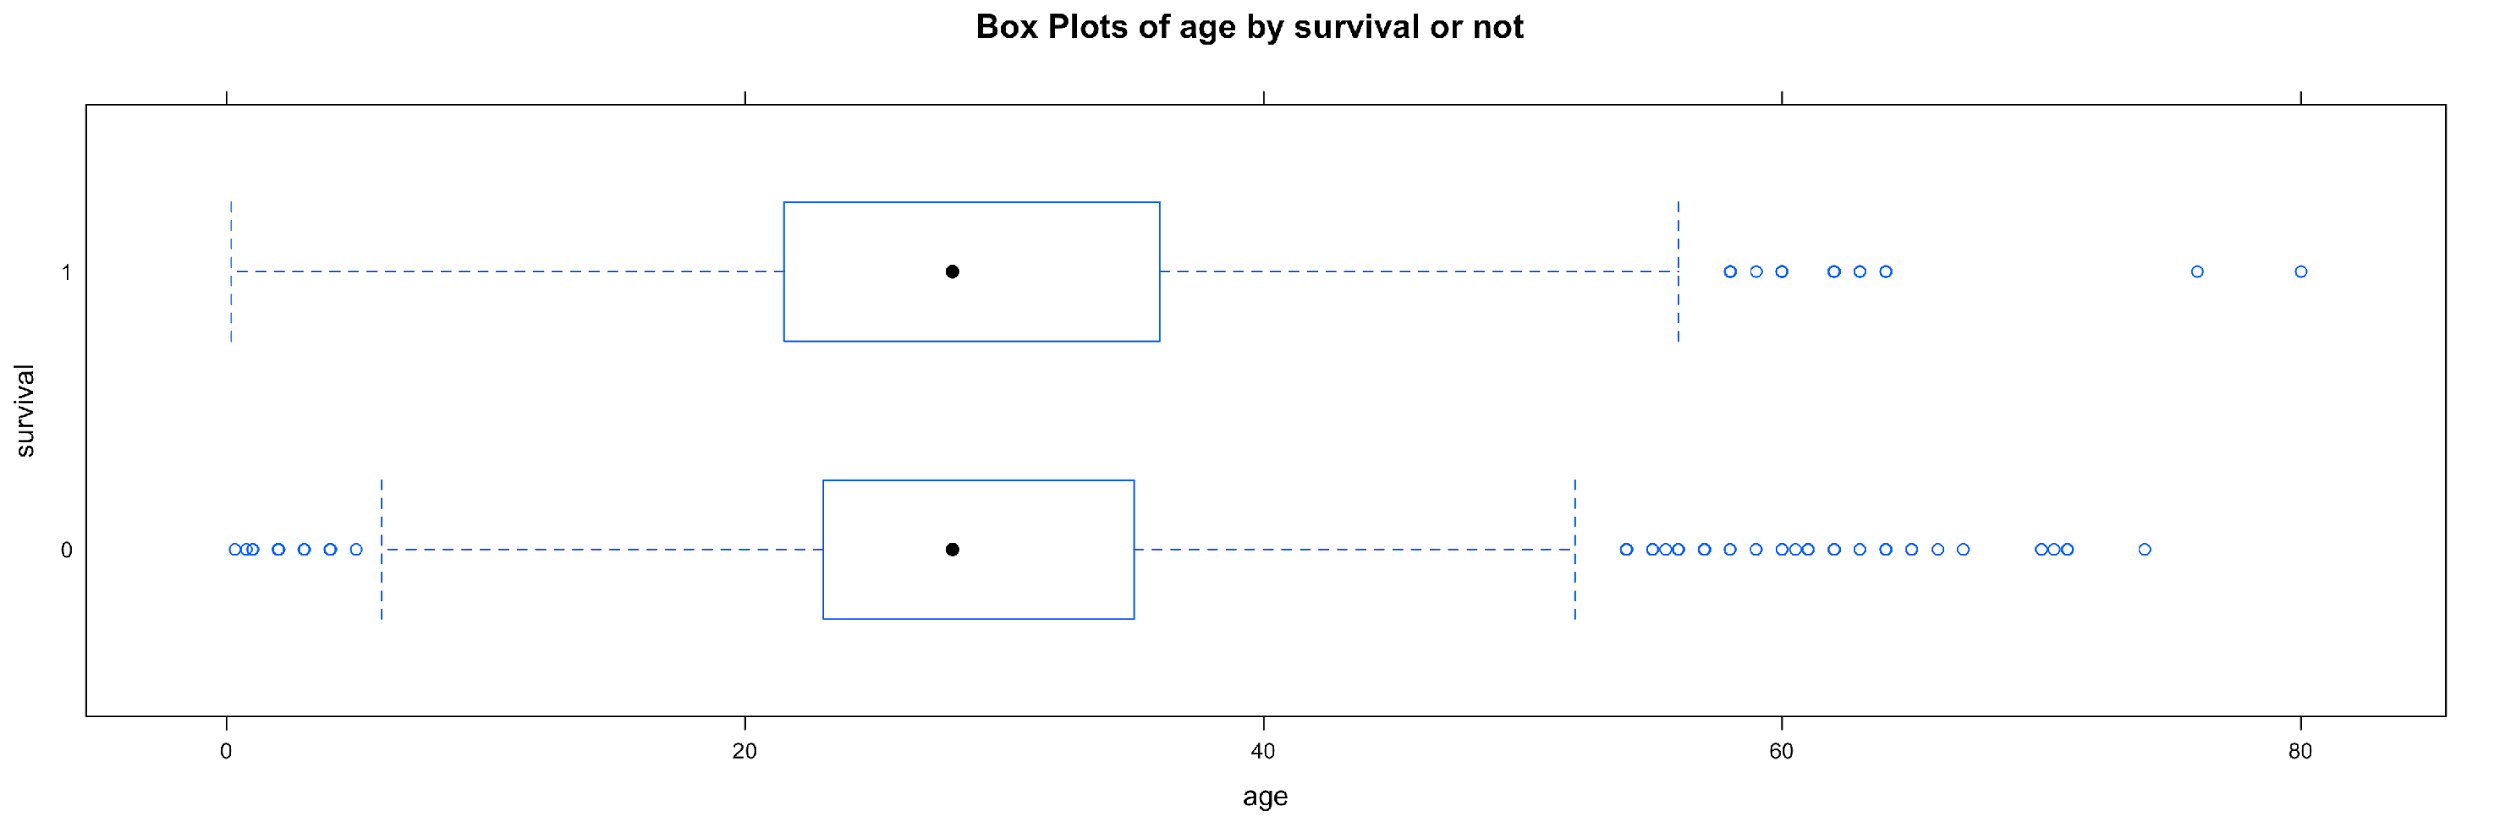 Box Plots of age by survival or not
survival
1
0
0 20 40 60 80
age